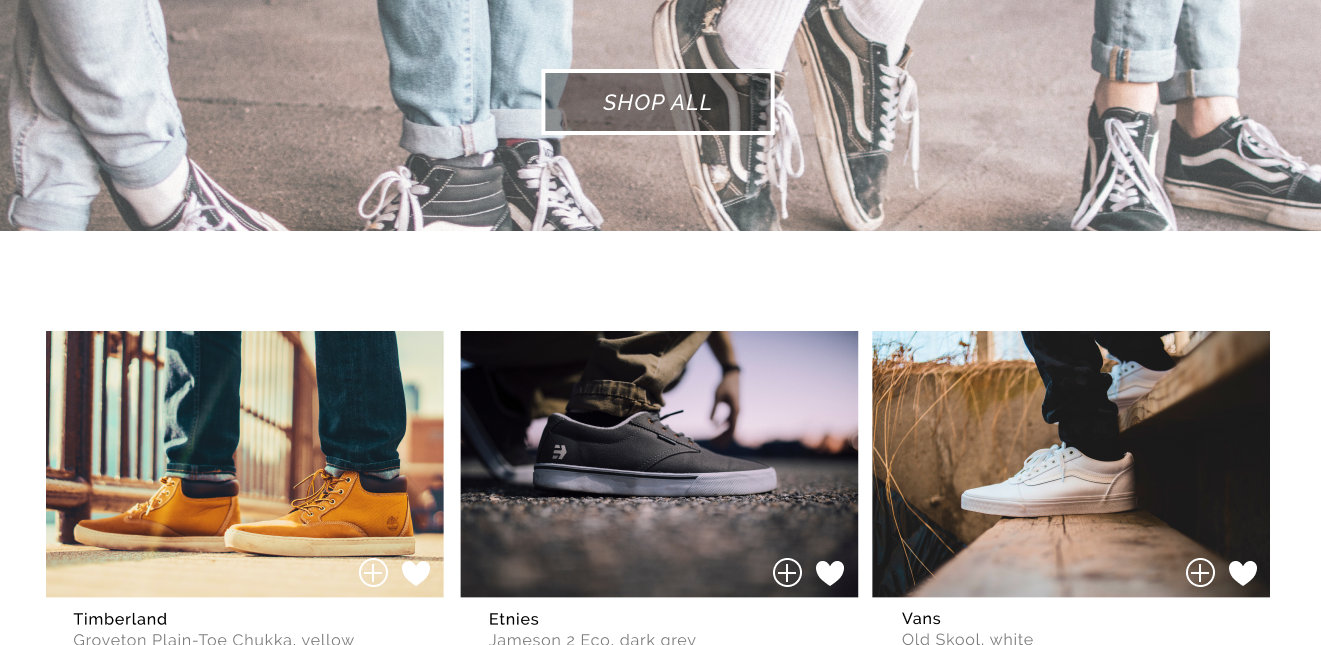 SHOP ALL
Timberland
Groveton Plain-Toe Chukka, yellow
Etnies
Jameson 2 Eco, dark grey
Vans
Old Skool, white